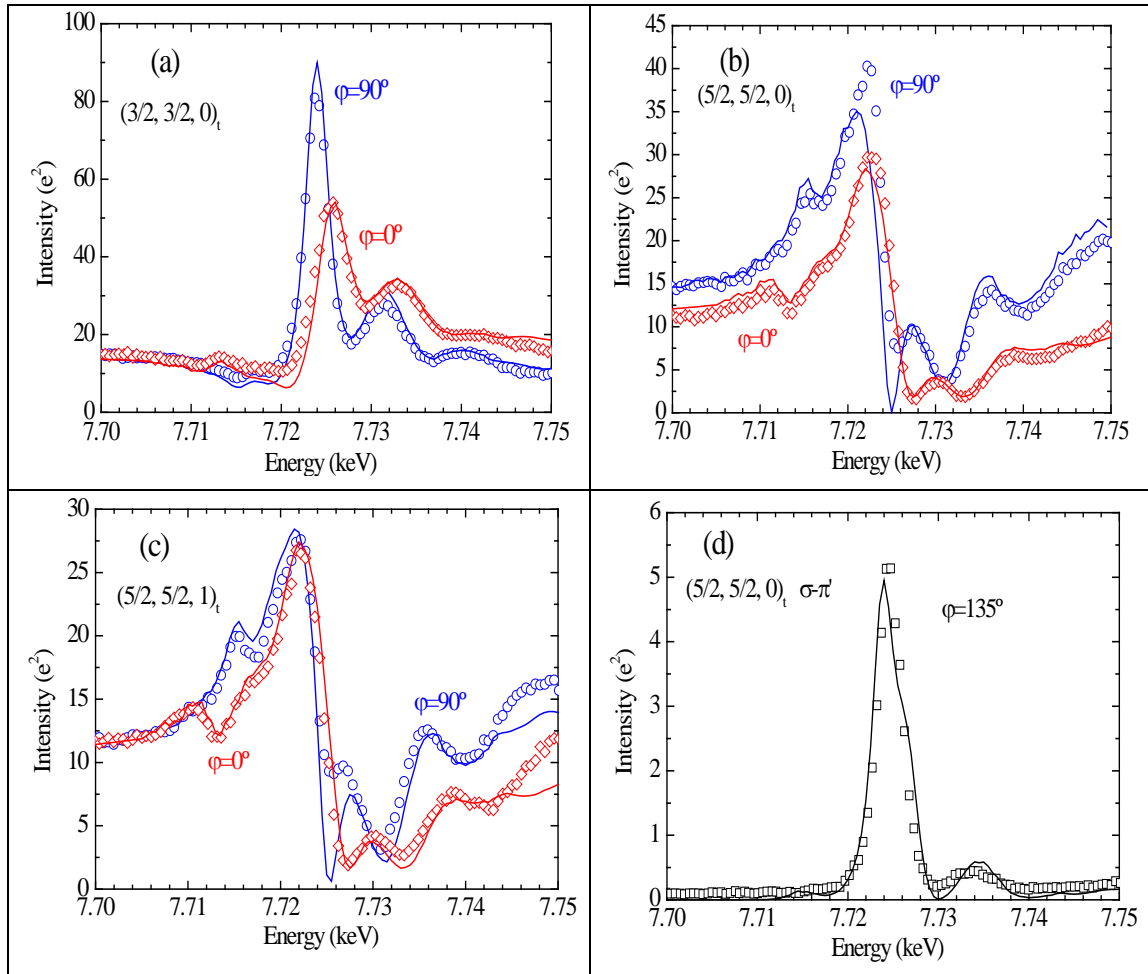 (a)
(3/2, 3/2, 0)t
φ=90º
φ=0º
100
80
60
40
20
0
Intensity (e2)
7.70 7.71 7.72 7.73 7.74 7.75
Energy (keV)
(b)
(5/2, 5/2, 0)t
φ=90º
φ=0º
45
40
35
30
25
20
15
10
5
0
Intensity (e2)
7.70 7.71 7.72 7.73 7.74 7.75
Energy (keV)
(c)
(5/2, 5/2, 1)t
φ=90º
φ=0º
30
25
20
15
10
5
0
Intensity (e2)
7.70 7.71 7.72 7.73 7.74 7.75
Energy (keV)
(d)
(5/2, 5/2, 0)t σ-π'
φ=135º
6
5
4
3
2
1
0
Intensity (e2)
7.70 7.71 7.72 7.73 7.74 7.75
Energy (keV)